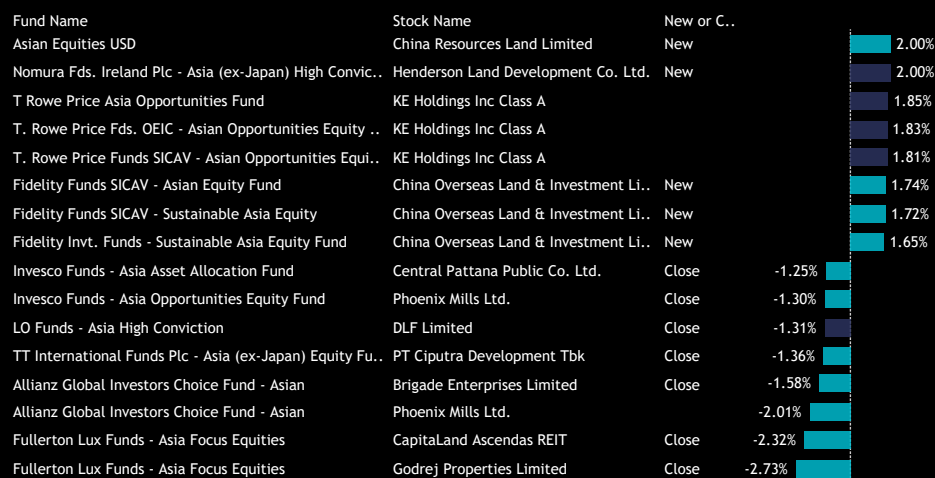 Fund Name Stock Name New or C..
Asian Equities USD China Resources Land Limited New 2.00%
Nomura Fds. Ireland Plc - Asia (ex-Japan) High Convic.. Henderson Land Development Co. Ltd. New 2.00%
T Rowe Price Asia Opportunities Fund KE Holdings Inc Class A 1.85%
T. Rowe Price Fds. OEIC - Asian Opportunities Equity .. KE Holdings Inc Class A 1.83%
T. Rowe Price Funds SICAV - Asian Opportunities Equi.. KE Holdings Inc Class A 1.81%
Fidelity Funds SICAV - Asian Equity Fund China Overseas Land & Investment Li.. New 1.74%
Fidelity Funds SICAV - Sustainable Asia Equity China Overseas Land & Investment Li.. New 1.72%
Fidelity Invt. Funds - Sustainable Asia Equity Fund China Overseas Land & Investment Li.. New 1.65%
Invesco Funds - Asia Asset Allocation Fund Central Pattana Public Co. Ltd. Close -1.25%
Invesco Funds - Asia Opportunities Equity Fund Phoenix Mills Ltd. Close -1.30%
LO Funds - Asia High Conviction DLF Limited Close -1.31%
TT International Funds Plc - Asia (ex-Japan) Equity Fu.. PT Ciputra Development Tbk Close -1.36%
Allianz Global Investors Choice Fund - Asian Brigade Enterprises Limited Close -1.58%
Allianz Global Investors Choice Fund - Asian Phoenix Mills Ltd. -2.01%
Fullerton Lux Funds - Asia Focus Equities CapitaLand Ascendas REIT Close -2.32%
Fullerton Lux Funds - Asia Focus Equities Godrej Properties Limited Close -2.73%